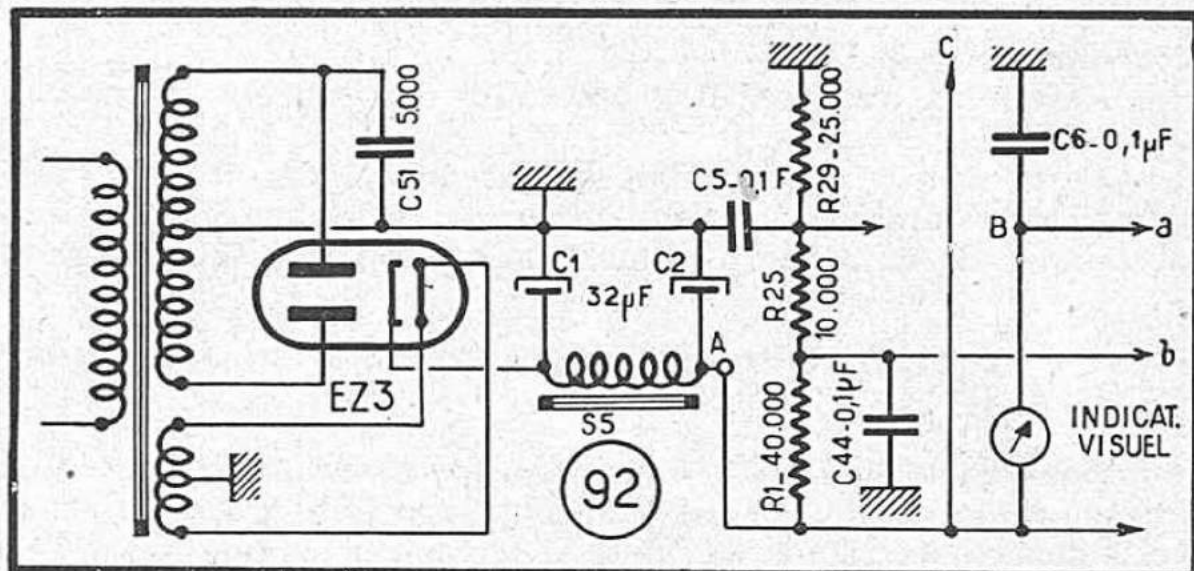 C51 5.000
EZ3
C1
C2
32µF
A
S5
92
C5-0,1 F
R29-25.000
R25 10.000
R1-40.000
C44-0,1µF
C
C6-0,1µF
B
a
b
INDICAT.
VISUEL